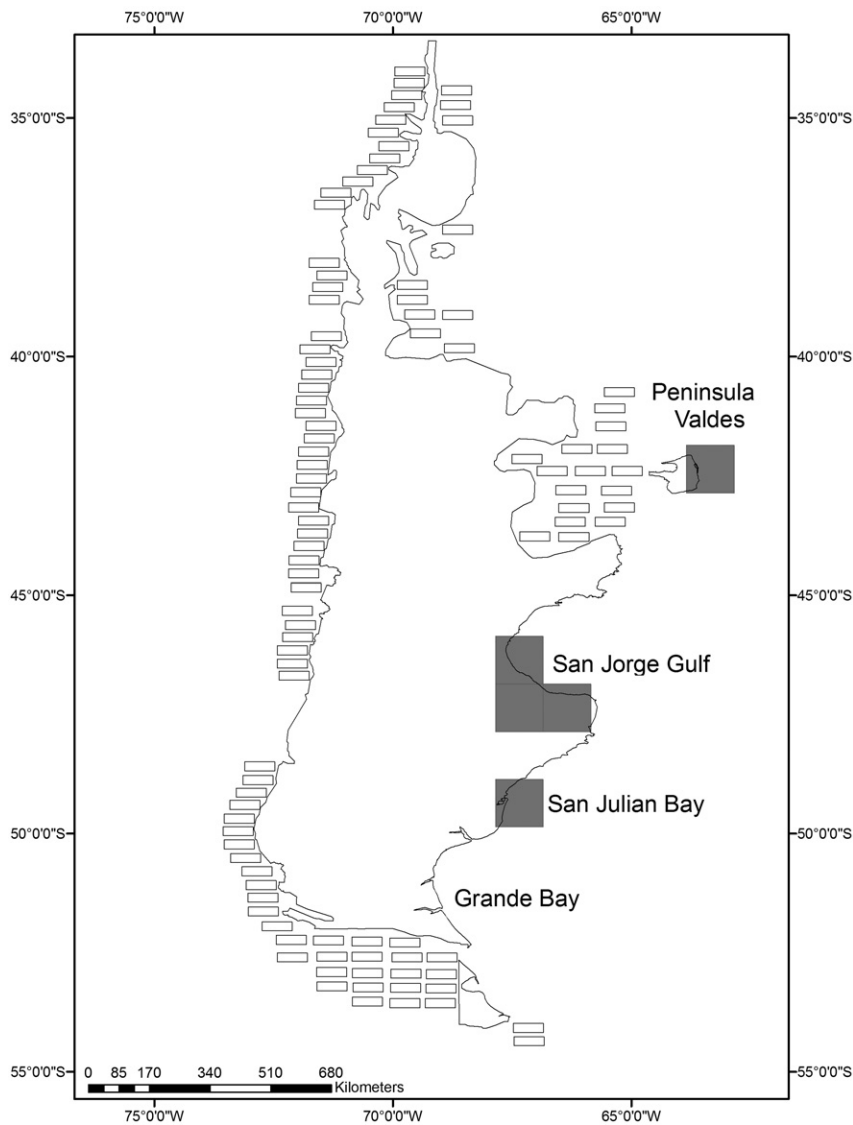 75°0'0"W 70°0'0"W 65°0'0"W
35°0'0"S 35°0'0"S
40°0'0"S 40°0'0"S
Peninsula
Valdes
45°0'0"S 45°0'0"S
San Jorge Gulf
San Julian Bay
50°0'0"S 50°0'0"S
Grande Bay
55°0'0"S 55°0'0"S
0 85 170 340 510 680
Kilometers
75°0'0"W 70°0'0"W 65°0'0"W